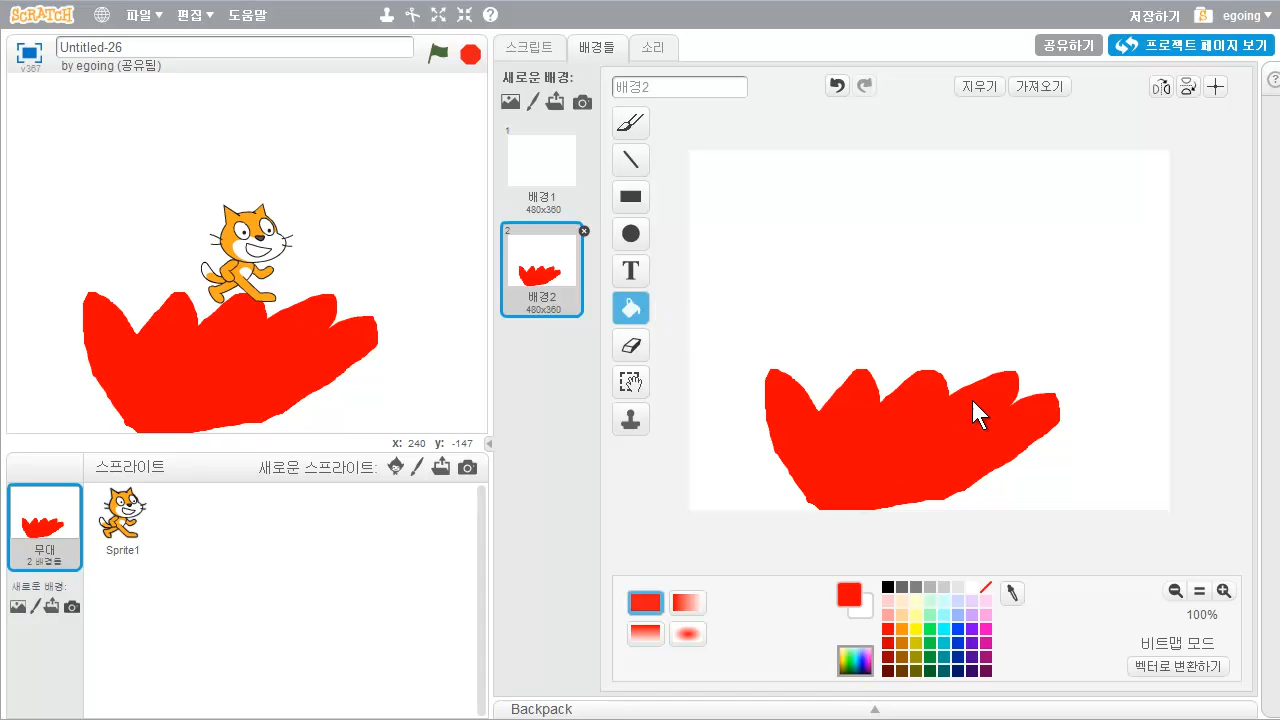 SCRATCH 파일 편집 도움말 저장하기 egoing
Untitled-26
v367
by egoing (공유됨)
스크립트 배경들 소리
공유하기 프로젝트 페이지 보기
새로운 배경:
배경2
지우기 가져오기
1
배경1
480x360
2
배경2
480x360
T
x: 240 y: -147
스프라이트 새로운 스프라이트:
무대
2 배경들
Sprite1
새로운 배경:
100%
비트맵 모드
벡터로 변환하기
Backpack